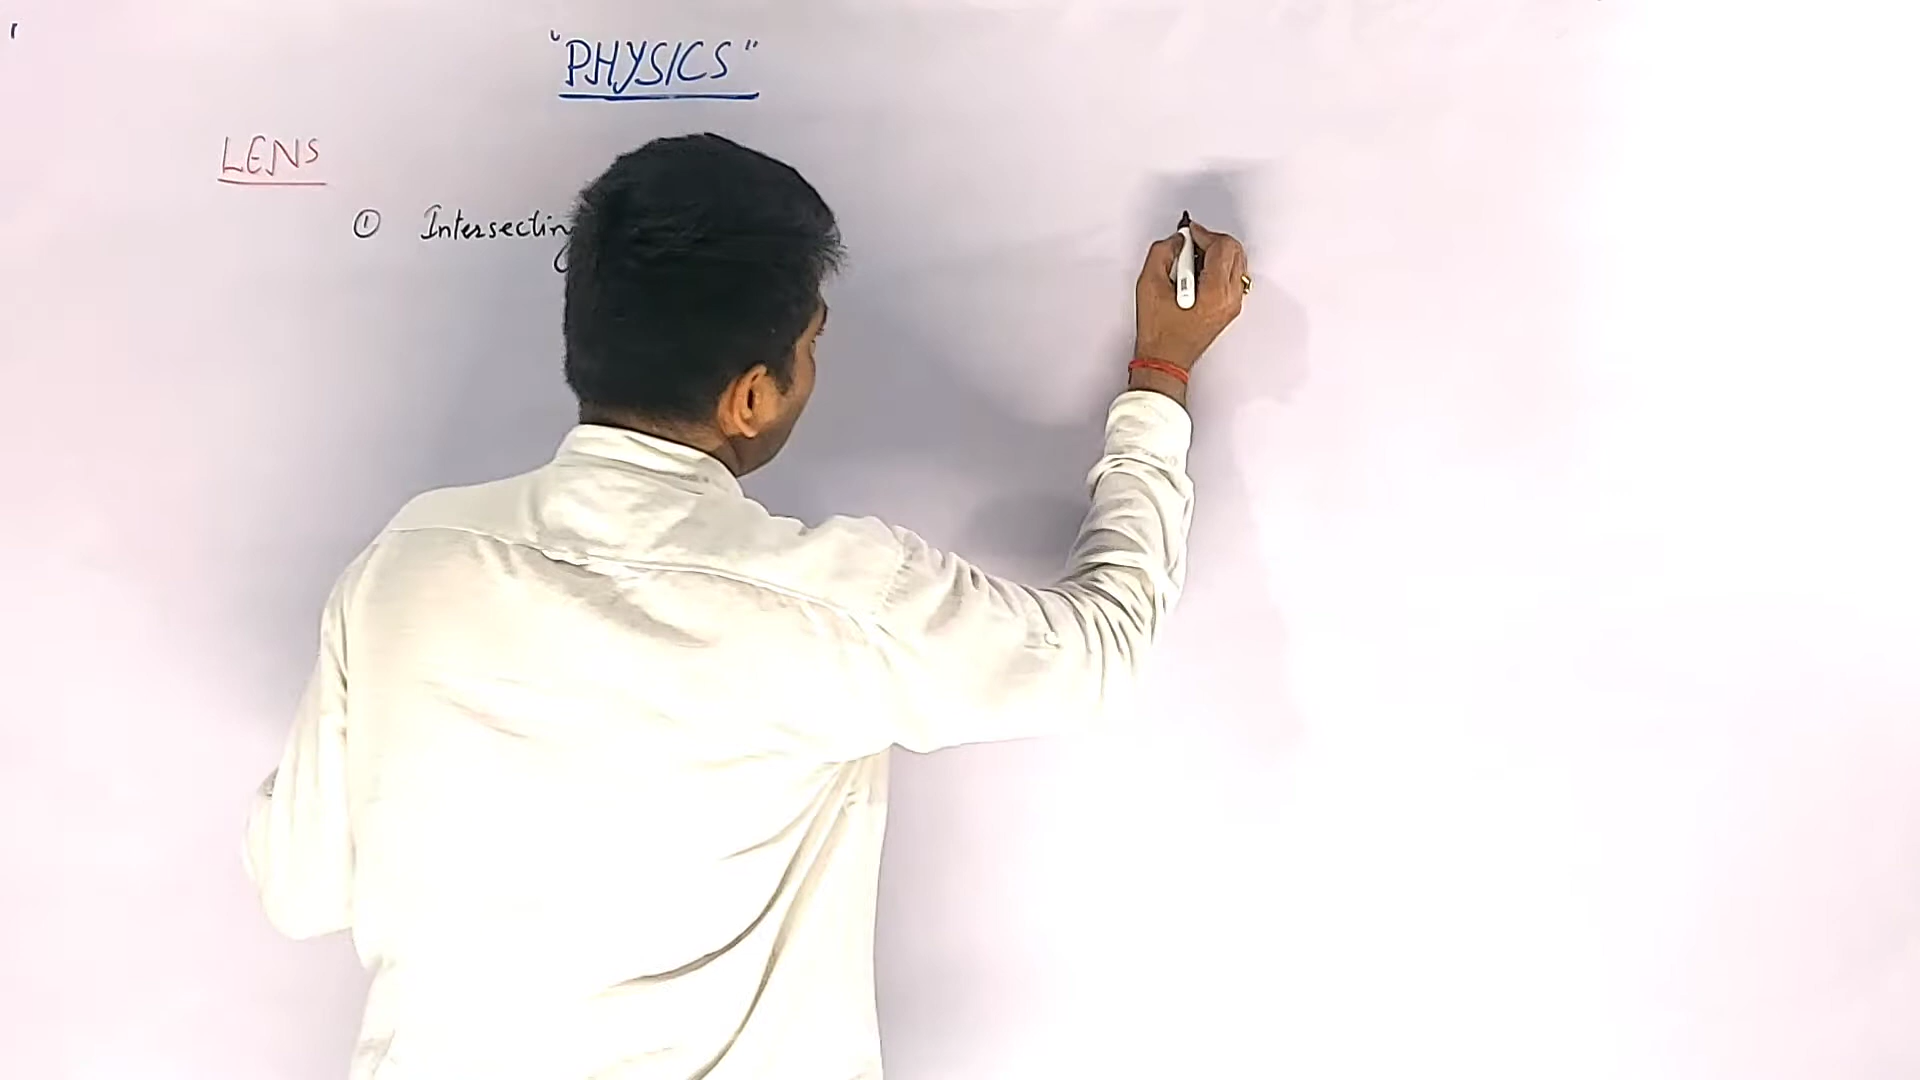 "PHYSICS"
LENS
① Intersecting